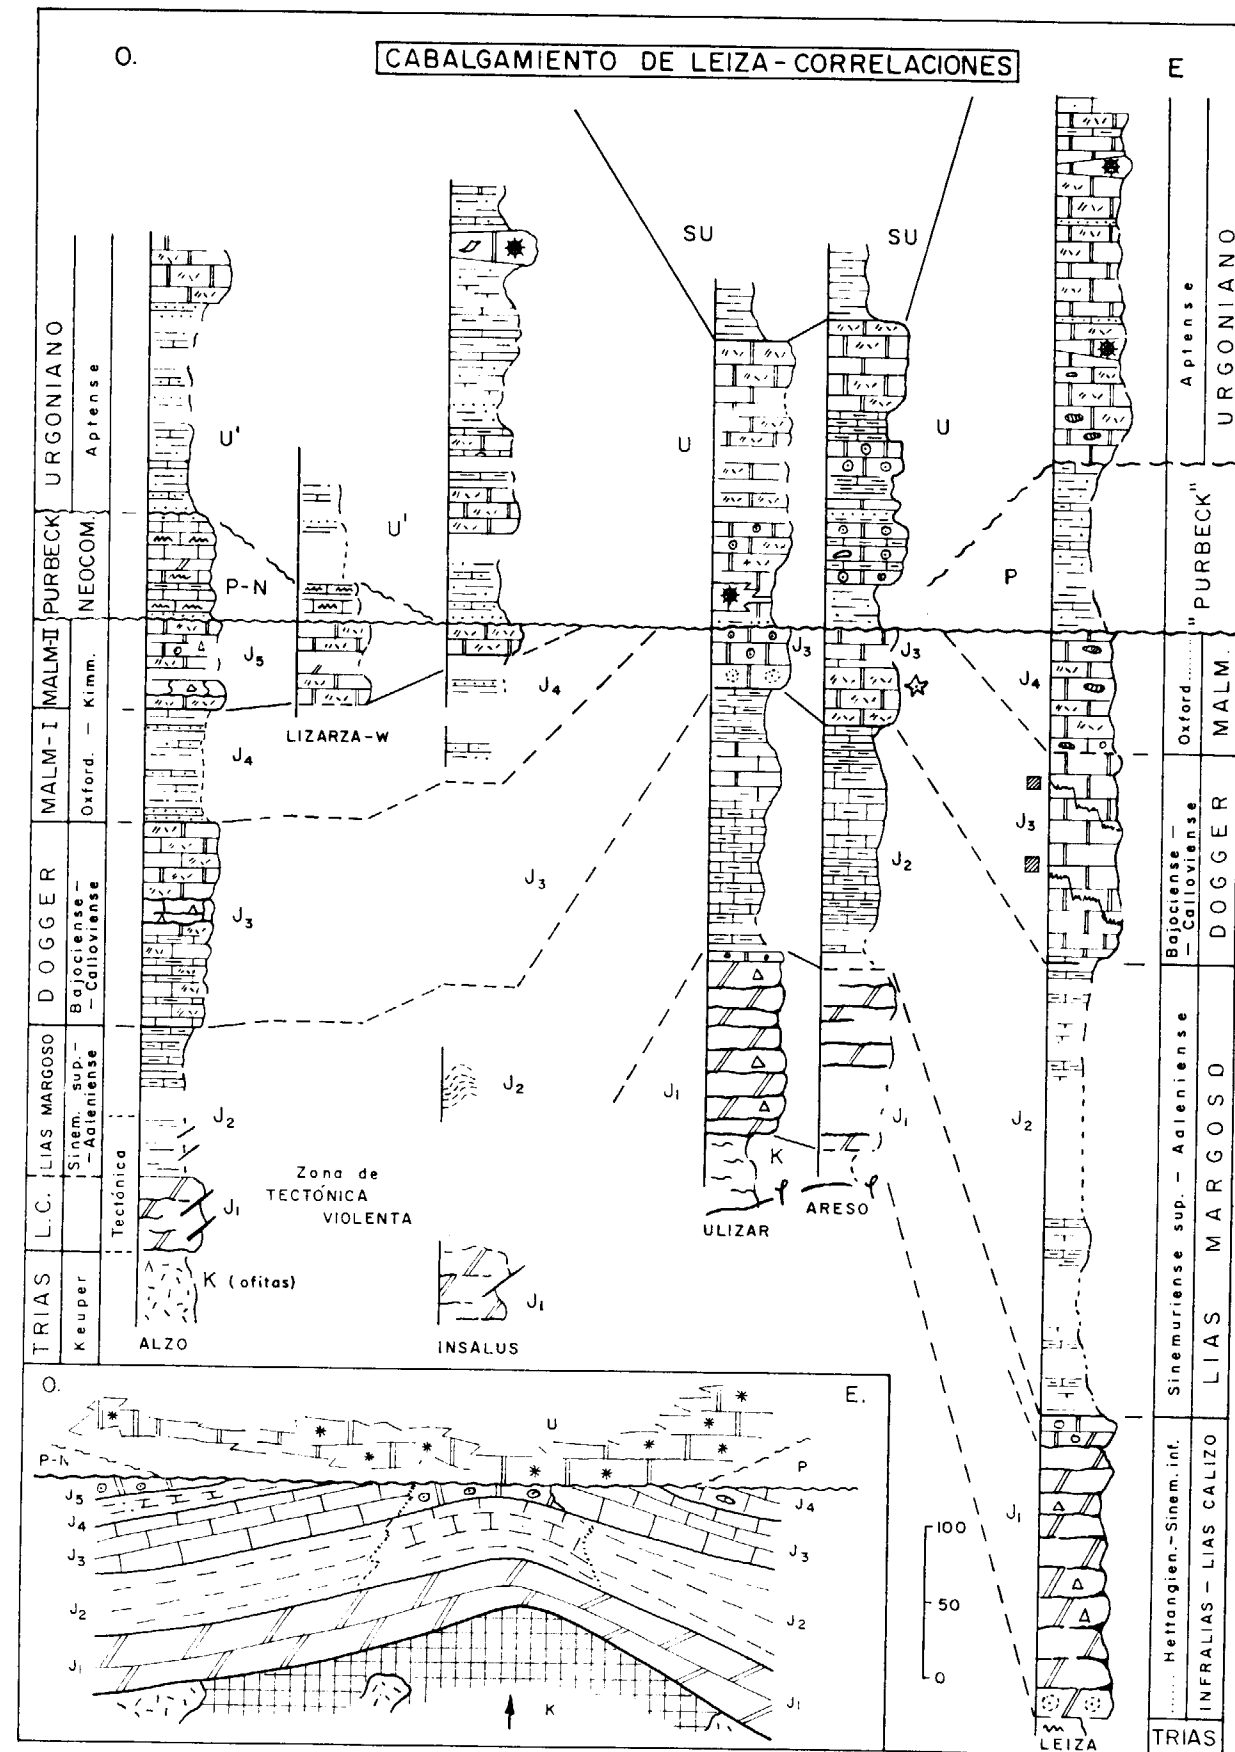 O.
CABALGAMIENTO DE LEIZA-CORRELACIONES
E
SU
SU
URGONIANO
Aptense
U'
U'
U
U
Aptense
URGONIANO
PURBECK
NEOCOM.
P-N
P
"PURBECK"
MALM-II
Kimm.
J5
J4
J3
J3
J4
Oxford......
MALM.
LIZARZA-W
MALM-I
Oxford. -
J4
DOGGER
Bajociense -
- Calloviense
J3
J3
J2
J3
Bajociense -
- Calloviense
DOGGER
LIAS MARGOSO
Sinem. sup. -
- Aaleniense
J2
J2
J1
J1
J2
Sinemuriense sup. - Aaleniense
LIAS MARGOSO
K
Zona de
TECTÓNICA
VIOLENTA
L.C.
Tectónica
J1
ARESO
ULIZAR
TRIAS
Keuper
K (ofitas)
J1
ALZO
INSALUS
O.
E.
U
P-N
P
J5
J4
J4
J3
J3
J2
J2
J1
J1
K
100
50
0
J1
...... Hettangien.-Sinem. inf.
INFRALIAS - LIAS CALIZO
LEIZA
TRIAS